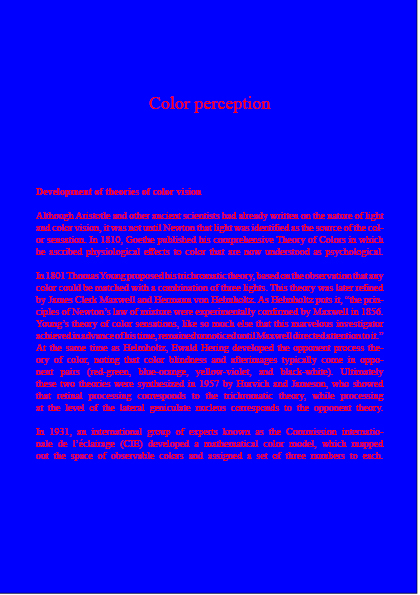 Color perception
Development of theories of color vision
Although Aristotle and other ancient scientists had already written on the nature of light
and color vision, it was not until Newton that light was identified as the source of the col-
or sensation. In 1810, Goethe published his comprehensive Theory of Colors in which
he ascribed physiological effects to color that are now understood as psychological.
In 1801 Thomas Young proposed his trichromatic theory, based on the observation that any
color could be matched with a combination of three lights. This theory was later refined
by James Clerk Maxwell and Hermann von Helmholtz. As Helmholtz puts it, “the prin-
ciples of Newton’s law of mixture were experimentally confirmed by Maxwell in 1856.
Young’s theory of color sensations, like so much else that this marvelous investigator
achieved in advance of his time, remained unnoticed until Maxwell directed attention to it.”
At the same time as Helmholtz, Ewald Hering developed the opponent process the-
ory of color, noting that color blindness and afterimages typically come in oppo-
nent pairs (red-green, blue-orange, yellow-violet, and black-white). Ultimately
these two theories were synthesized in 1957 by Hurvich and Jameson, who showed
that retinal processing corresponds to the trichromatic theory, while processing
at the level of the lateral geniculate nucleus corresponds to the opponent theory.
In 1931, an international group of experts known as the Commission internatio-
nale de l’éclairage (CIE) developed a mathematical color model, which mapped
out the space of observable colors and assigned a set of three numbers to each.